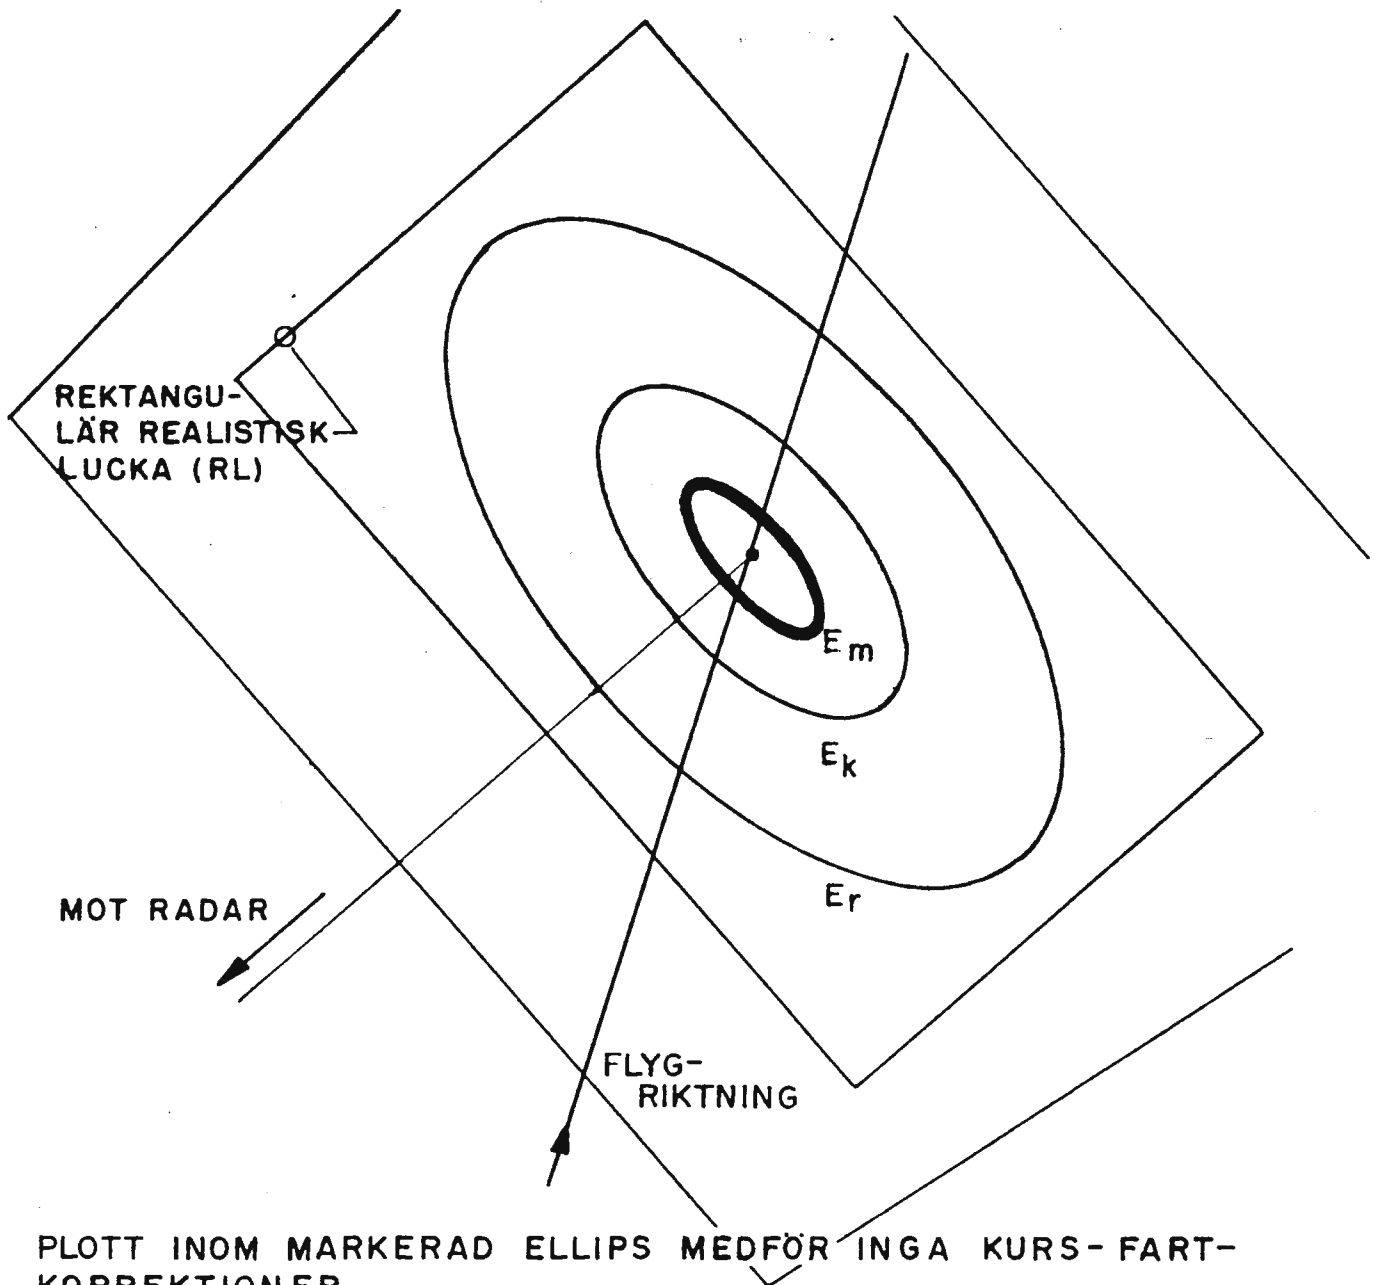 REKTANGU-
LÄR REALISTISK
LUCKA (RL)
Em
Ek
Er
MOT RADAR
FLYG-
RIKTNING
PLOTT INOM MARKERAD ELLIPS MEDFÖR INGA KURS-FART-
KORREKTIONER